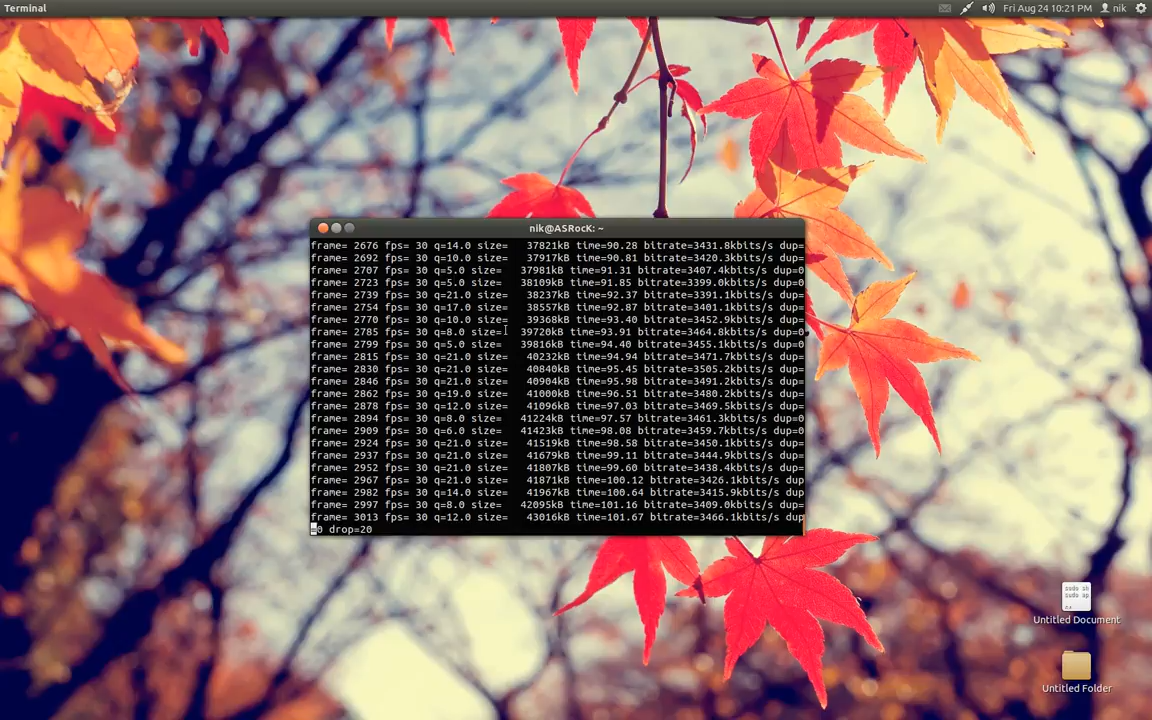 Terminal
Fri Aug 24 10:21 PM
nik
nik@ASRocK: ~
frame= 2676 fps= 30 q=14.0 size=   37821kB time=90.28 bitrate=3431.8kbits/s dup=
frame= 2692 fps= 30 q=10.0 size=   37917kB time=90.81 bitrate=3420.3kbits/s dup=
frame= 2707 fps= 30 q=5.0 size=   37981kB time=91.31 bitrate=3407.4kbits/s dup=0
frame= 2723 fps= 30 q=5.0 size=   38109kB time=91.85 bitrate=3399.0kbits/s dup=0
frame= 2739 fps= 30 q=21.0 size=   38237kB time=92.37 bitrate=3391.1kbits/s dup=
frame= 2754 fps= 30 q=17.0 size=   38557kB time=92.87 bitrate=3401.1kbits/s dup=
frame= 2770 fps= 30 q=10.0 size=   39368kB time=93.40 bitrate=3452.9kbits/s dup=
frame= 2785 fps= 30 q=8.0 size=   39720kB time=93.91 bitrate=3464.8kbits/s dup=0
frame= 2799 fps= 30 q=5.0 size=   39816kB time=94.40 bitrate=3455.1kbits/s dup=0
frame= 2815 fps= 30 q=21.0 size=   40232kB time=94.94 bitrate=3471.7kbits/s dup=
frame= 2830 fps= 30 q=21.0 size=   40840kB time=95.45 bitrate=3505.2kbits/s dup=
frame= 2846 fps= 30 q=21.0 size=   40904kB time=95.98 bitrate=3491.2kbits/s dup=
frame= 2862 fps= 30 q=19.0 size=   41000kB time=96.51 bitrate=3480.2kbits/s dup=
frame= 2878 fps= 30 q=12.0 size=   41096kB time=97.03 bitrate=3469.5kbits/s dup=
frame= 2894 fps= 30 q=8.0 size=   41224kB time=97.57 bitrate=3461.3kbits/s dup=0
frame= 2909 fps= 30 q=6.0 size=   41423kB time=98.08 bitrate=3459.7kbits/s dup=0
frame= 2924 fps= 30 q=21.0 size=   41519kB time=98.58 bitrate=3450.1kbits/s dup=
frame= 2937 fps= 30 q=21.0 size=   41679kB time=99.11 bitrate=3444.9kbits/s dup=
frame= 2952 fps= 30 q=21.0 size=   41807kB time=99.60 bitrate=3438.4kbits/s dup=
frame= 2967 fps= 30 q=21.0 size=   41871kB time=100.12 bitrate=3426.1kbits/s dup
frame= 2982 fps= 30 q=14.0 size=   41967kB time=100.64 bitrate=3415.9kbits/s dup
frame= 2997 fps= 30 q=8.0 size=   42095kB time=101.16 bitrate=3409.0kbits/s dup=
frame= 3013 fps= 30 q=12.0 size=   43016kB time=101.67 bitrate=3466.1kbits/s dup
=0 drop=20
sudo
sudo ap
Untitled Document
Untitled Folder